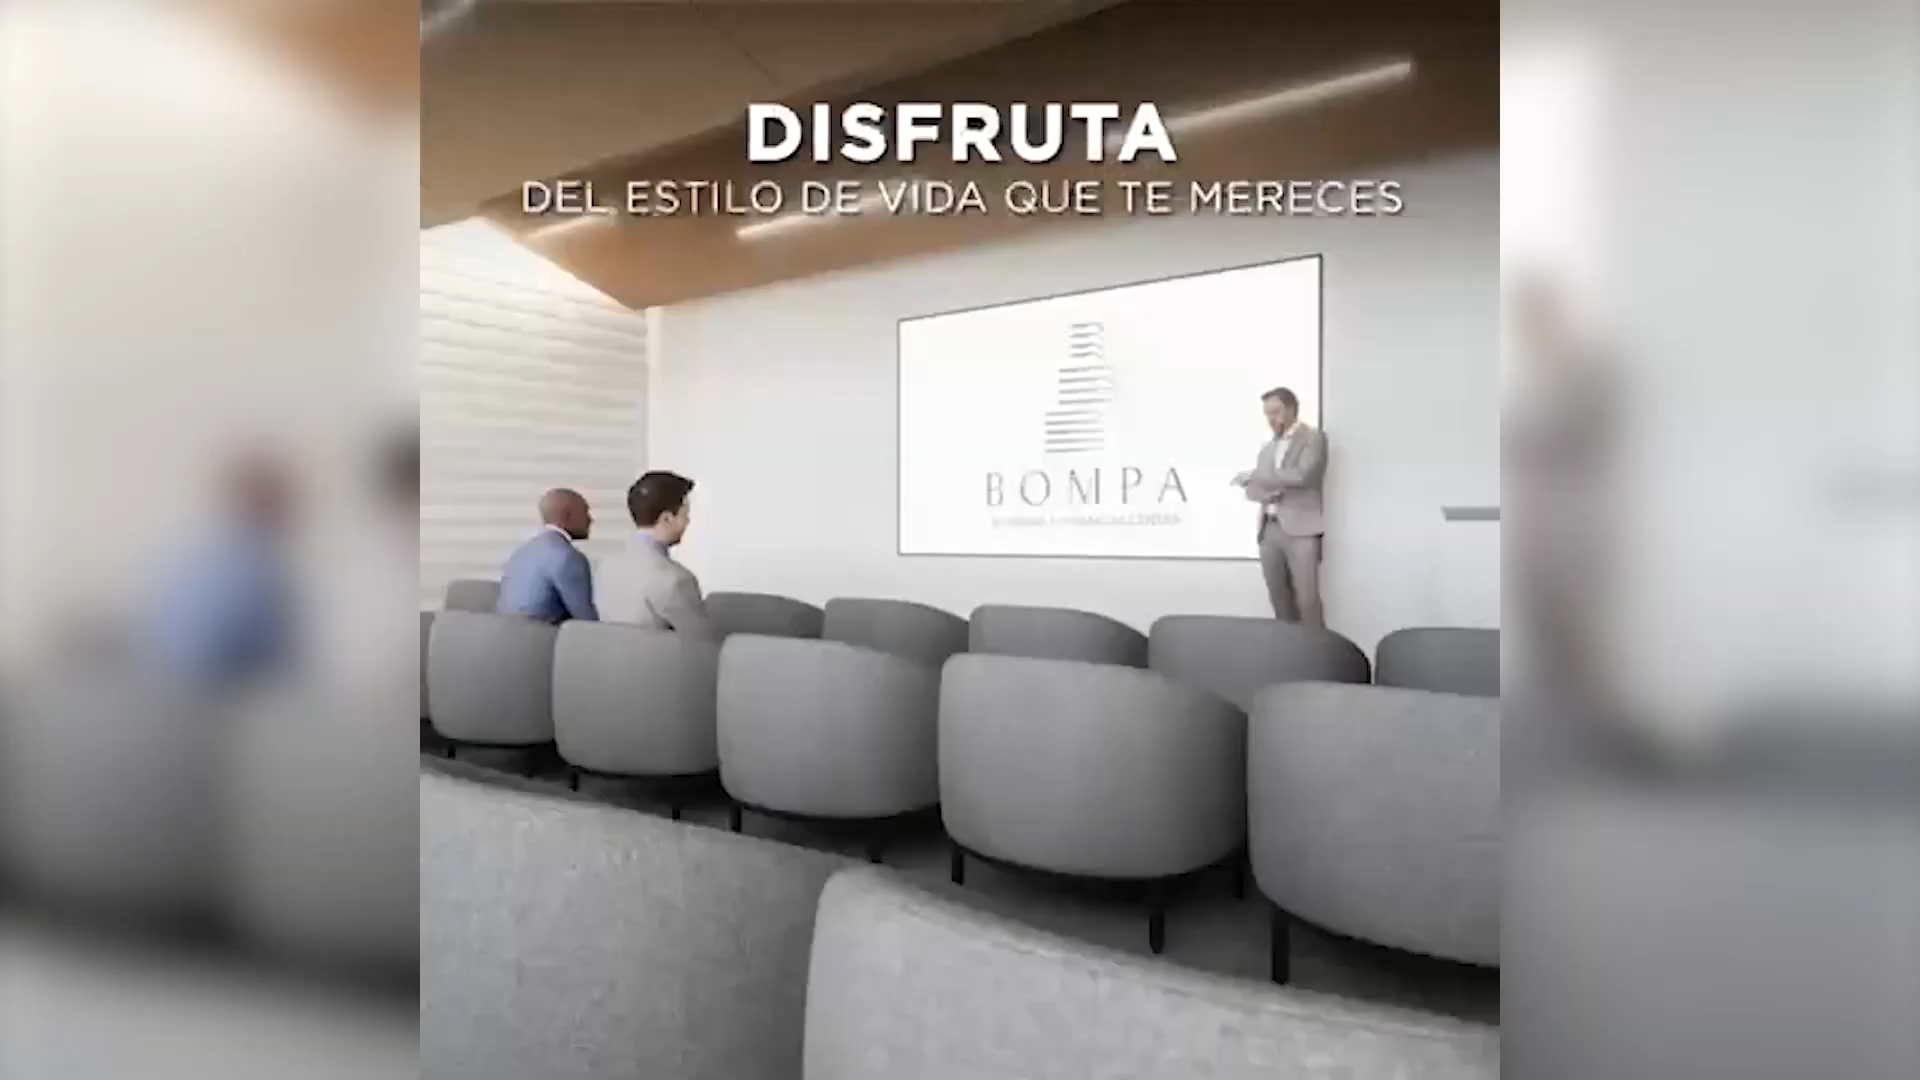 DISFRUTA
DEL ESTILO DE VIDA QUE TE MERECES
BOMPA